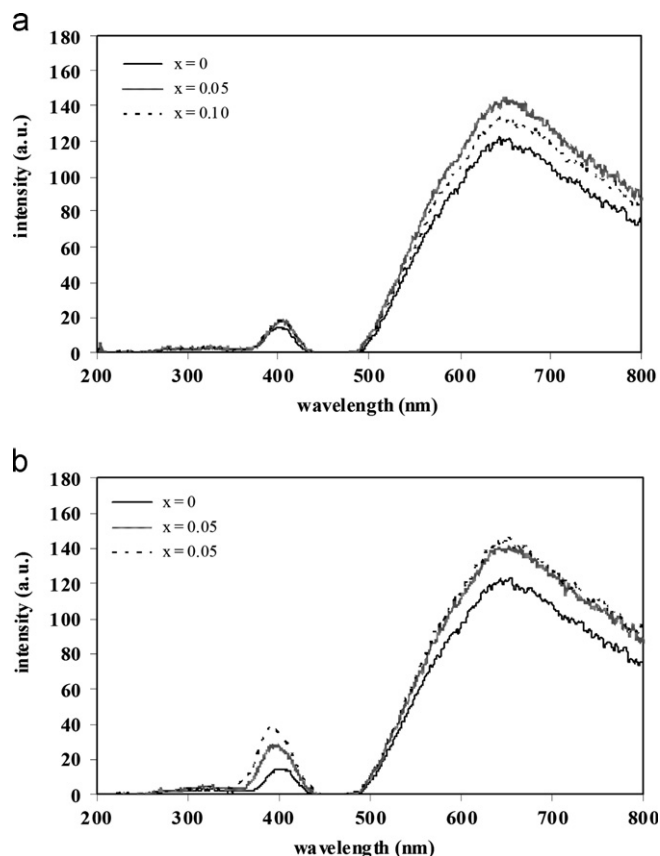 a
180
160
140
120
100
80
60
40
20
0
intensity (a.u.)
x = 0
x = 0.05
x = 0.10
200 300 400 500 600 700 800
wavelength (nm)
b
180
160
140
120
100
80
60
40
20
0
intensity (a.u.)
x = 0
x = 0.05
x = 0.05
200 300 400 500 600 700 800
wavelength (nm)